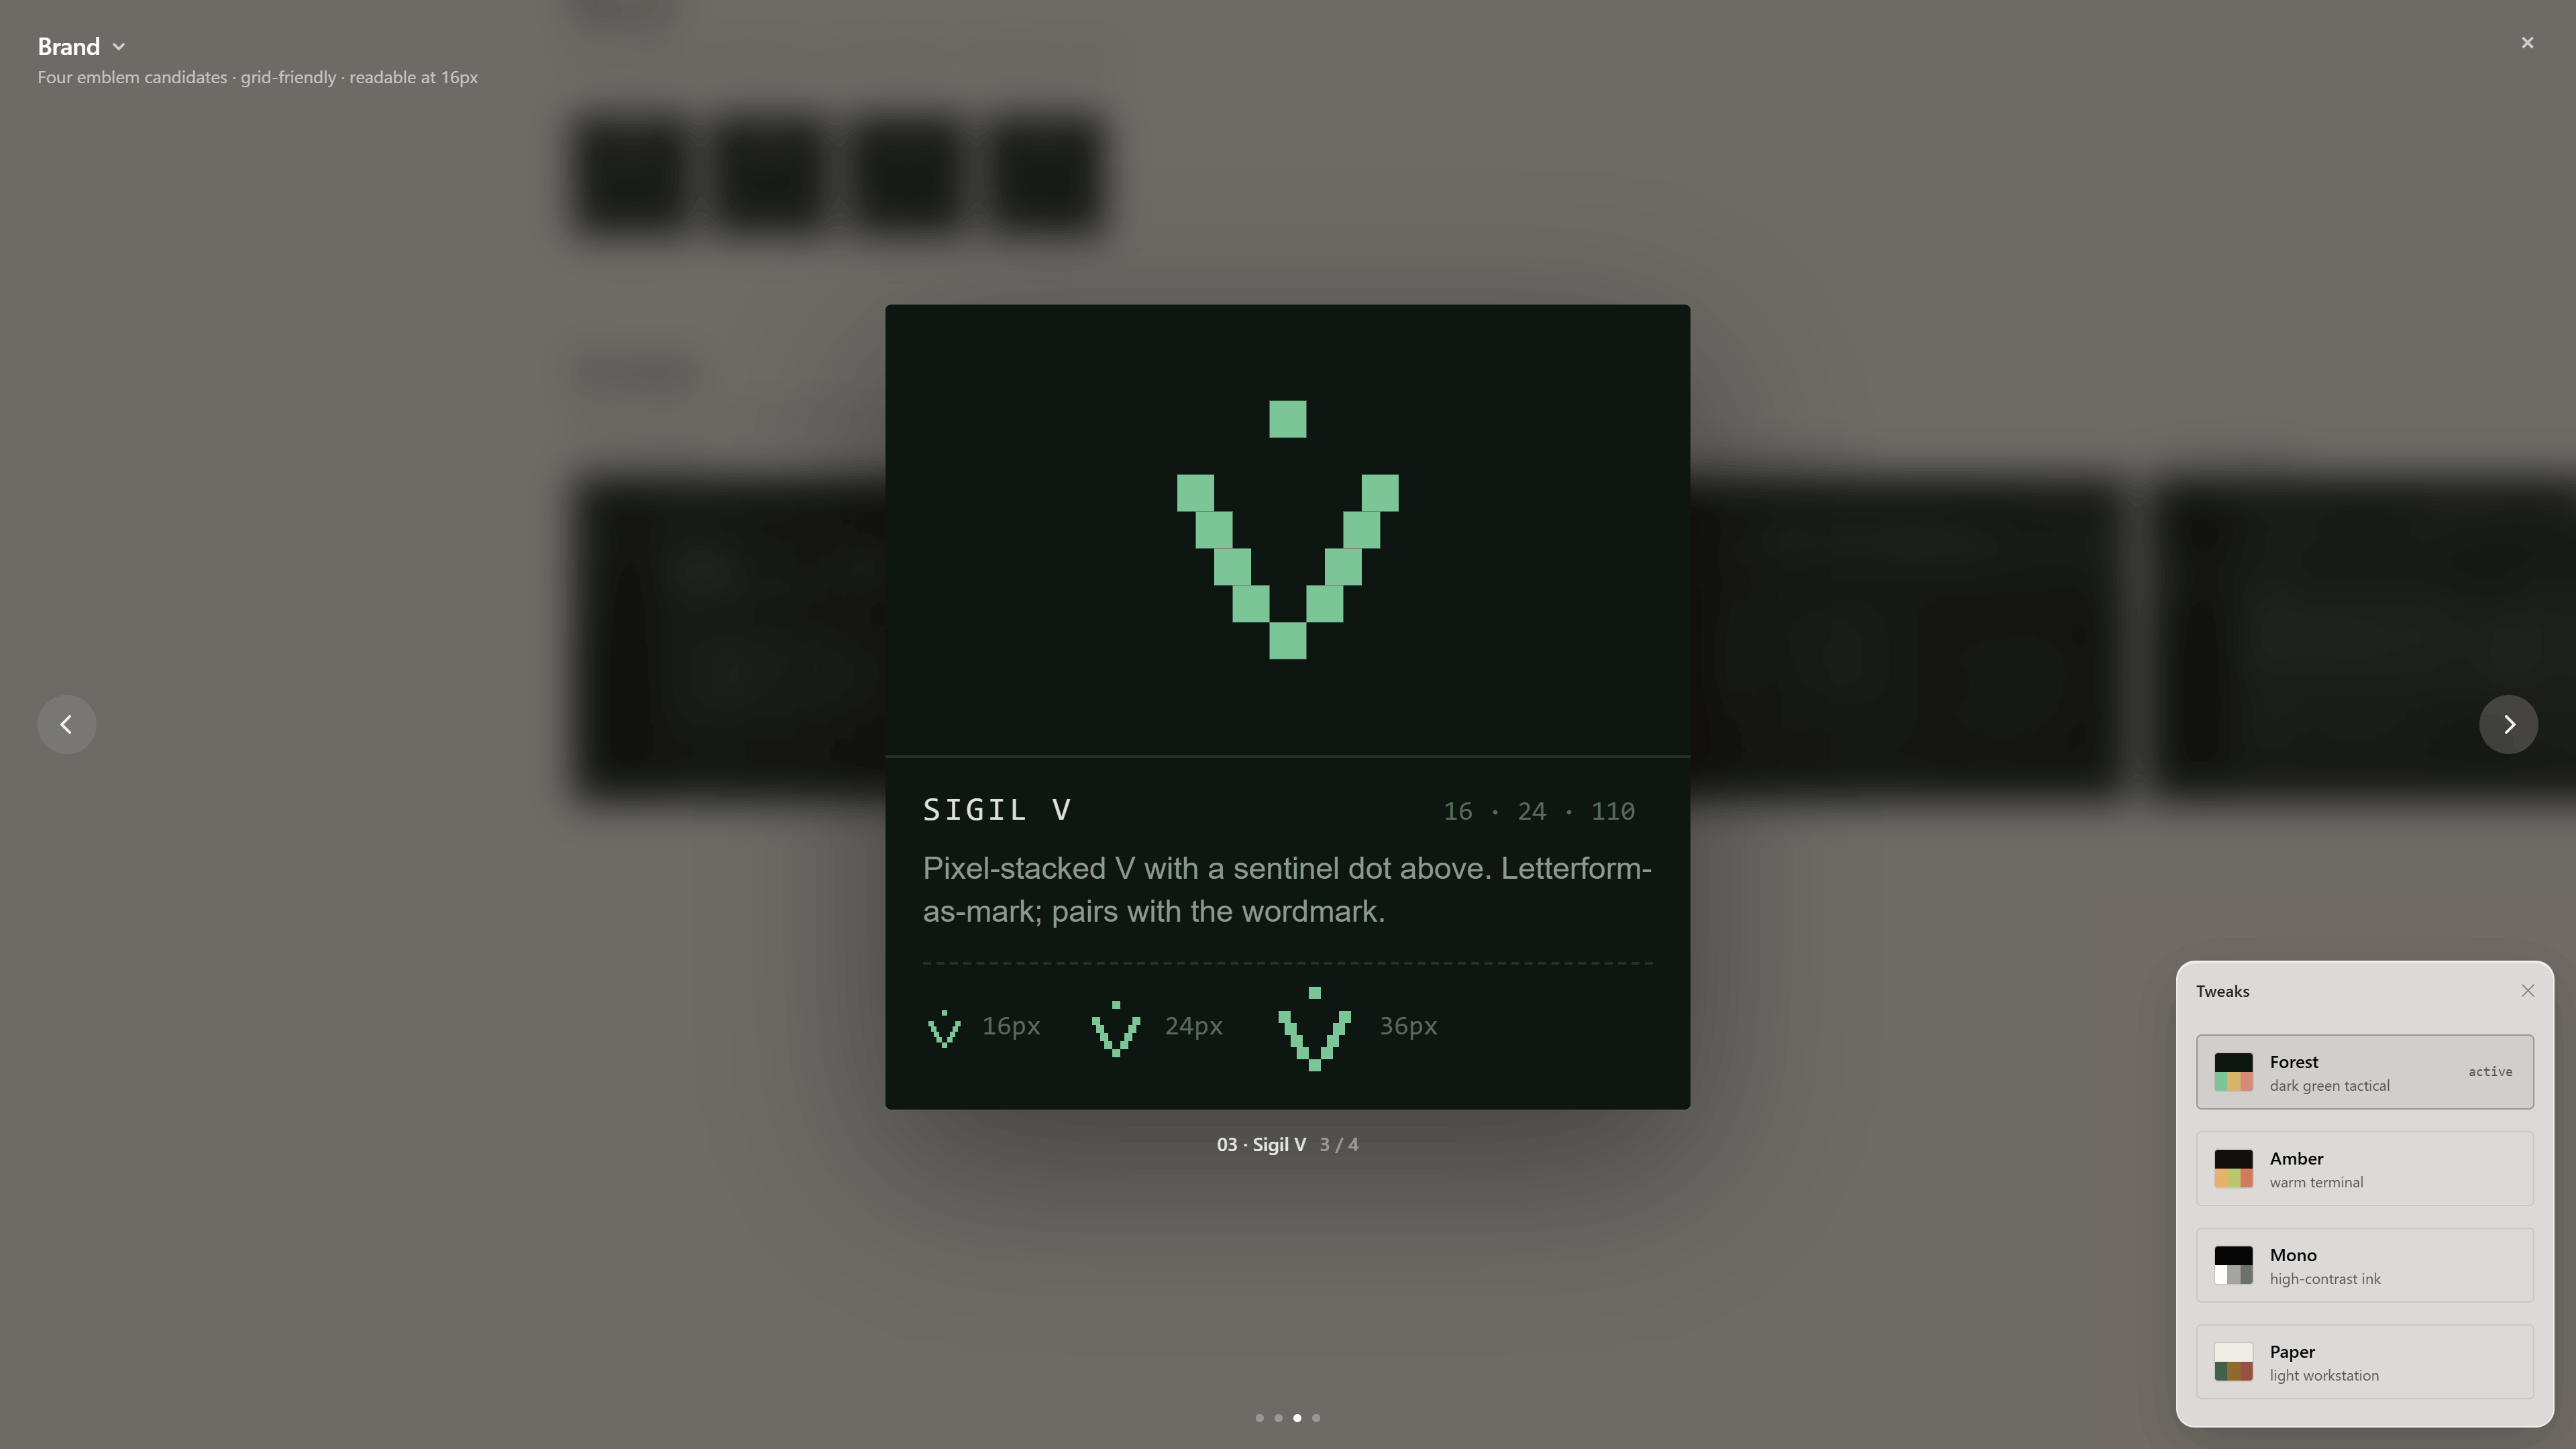 Brand
Four emblem candidates · grid-friendly · readable at 16px
SIGIL V
16 · 24 · 110
Pixel-stacked V with a sentinel dot above. Letterform-
as-mark; pairs with the wordmark.
16px
24px
36px
03 · Sigil V 3 / 4
Tweaks
Forest
dark green tactical
active
Amber
warm terminal
Mono
high-contrast ink
Paper
light workstation